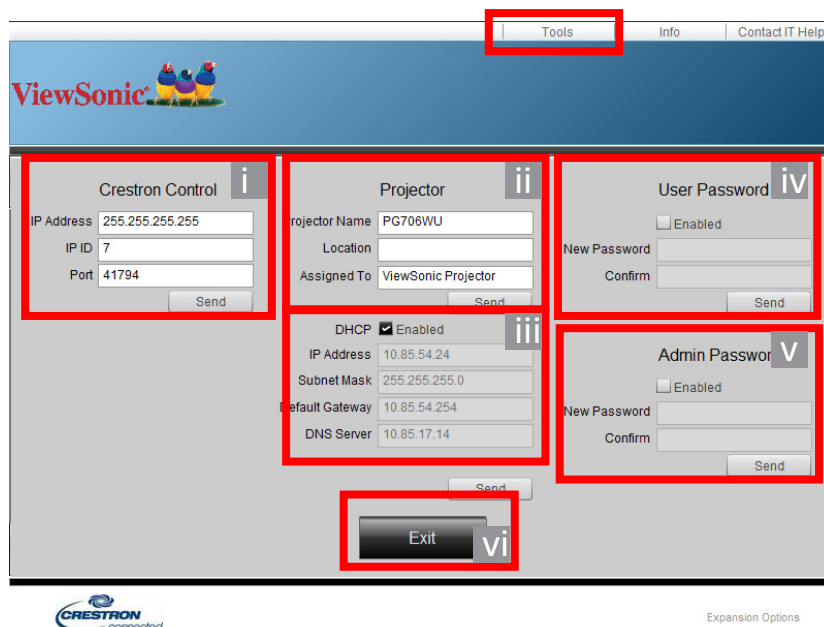 Tools Info Contact IT Help
ViewSonic
i
Crestron Control
IP Address 255.255.255.255
IP ID 7
Port 41794
Send
ii
Projector
Projector Name PG706WU
Location
Assigned To ViewSonic Projector
Send
iii
DHCP Enabled
IP Address 10.85.54.24
Subnet Mask 255.255.255.0
Default Gateway 10.85.54.254
DNS Server 10.85.17.14
Send
iv
User Password
Enabled
New Password
Confirm
Send
v
Admin Password
Enabled
New Password
Confirm
Send
Exit
vi
CRESTRON
connected
Expansion Options